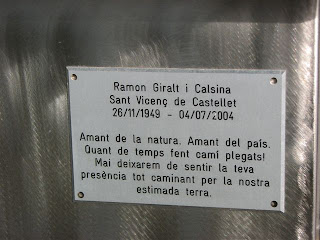 Ramon Giralt i Calsina
Sant Vicenç de Castellet
26/11/1949 - 04/07/2004
Amant de la natura. Amant del país.
Quant de temps fent camí plegats!
Mai deixarem de sentir la teva
presència tot caminant per la nostra
estimada terra.